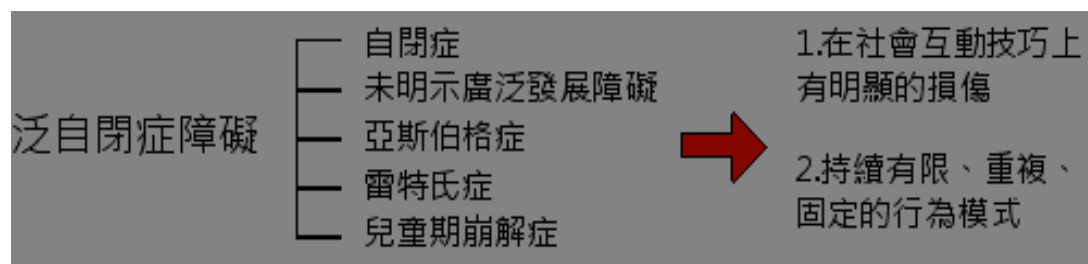 泛自閉症障礙
自閉症
未明示廣泛發展障礙
亞斯伯格症
雷特氏症
兒童期崩解症
1.在社會互動技巧上
有明顯的損傷
2.持續有限、重複、
固定的行為模式